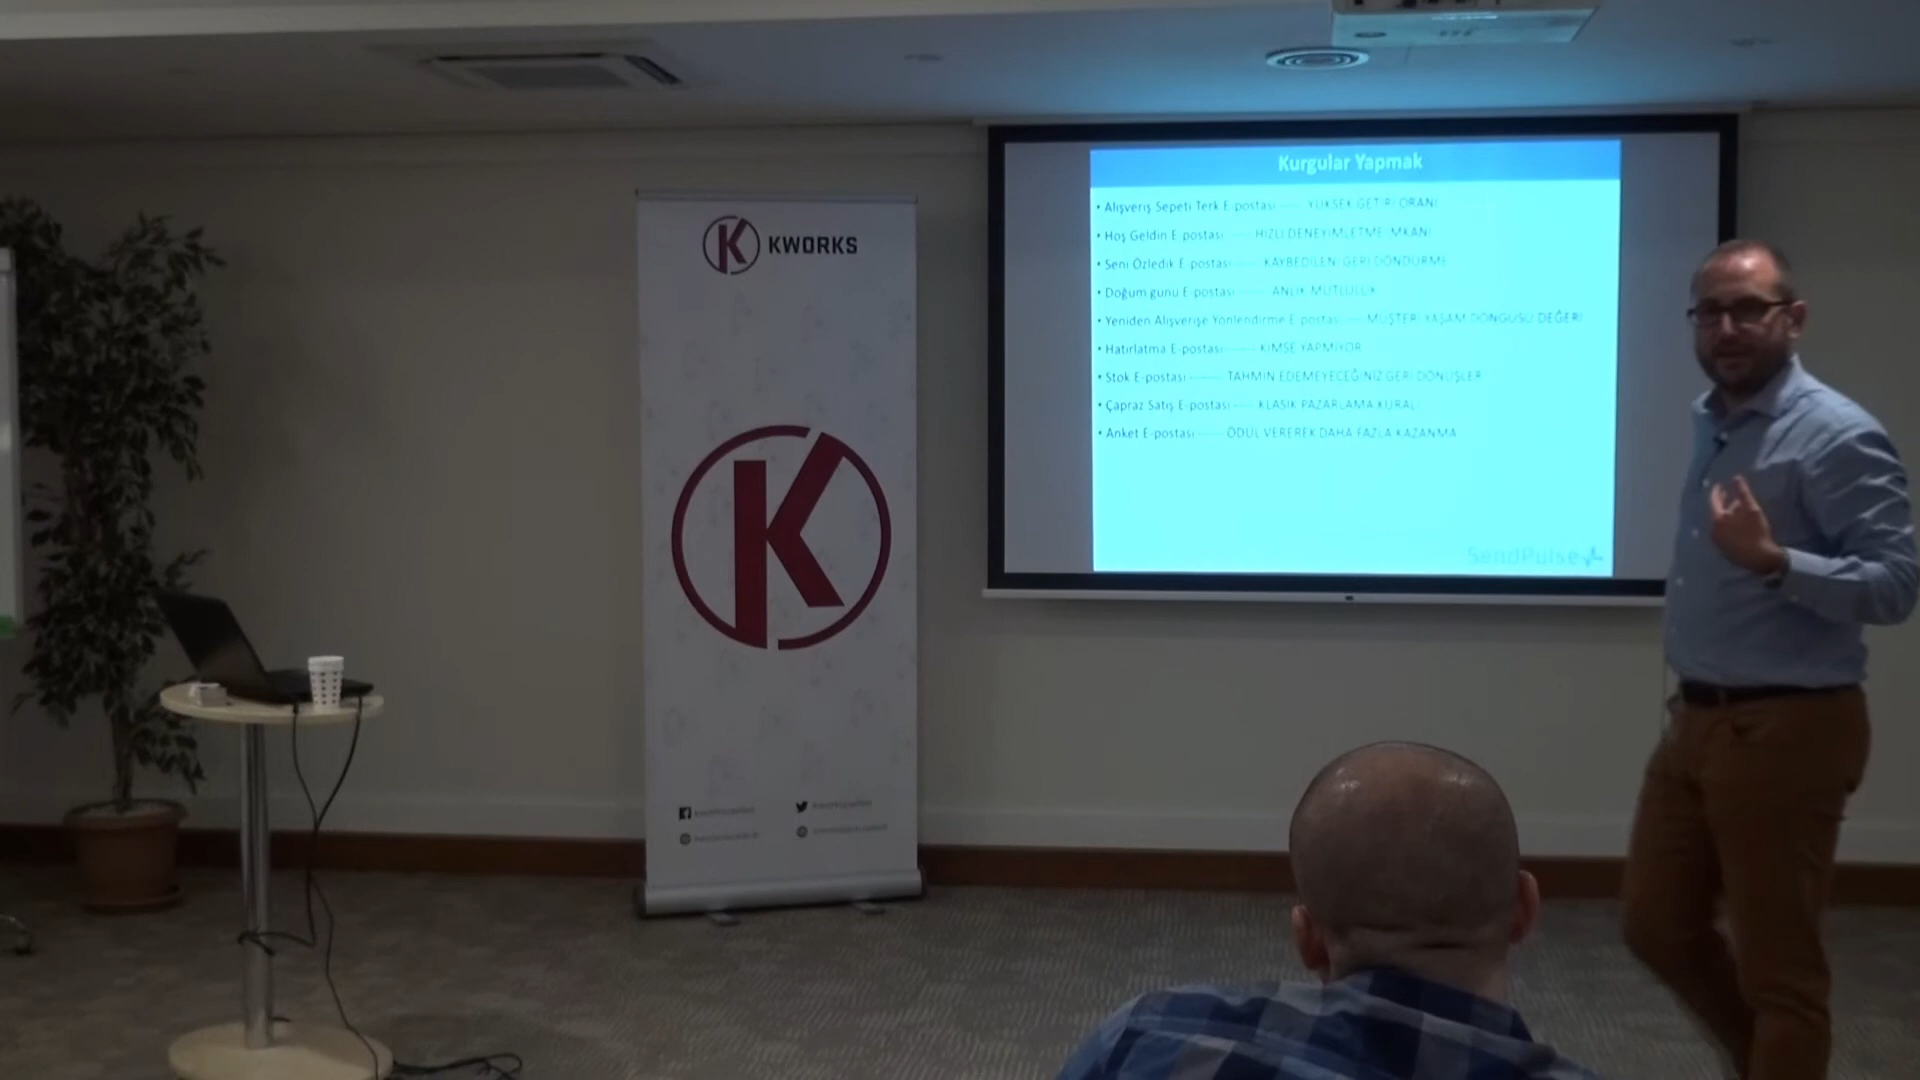 KWORKS
Kurgular Yapmak
• Alışveriş Sepeti Terk E-postası ----- YÜKSEK GETİRİ ORANI
• Hoş Geldin E-postası ------ HIZLI DENEYİMLETME İMKANI
• Seni Özledik E-postası ------ KAYBEDİLENİ GERİ DÖNDÜRME
• Doğum günü E-postası ------- ANLIK MUTLULUK
• Yeniden Alışverişe Yönlendirme E-postası ---- MÜŞTERİ YAŞAM DÖNGÜSÜ DEĞERİ
• Hatırlatma E-postası ------- KİMSE YAPMIYOR
• Stok E-postası ------- TAHMİN EDEMEYECEĞİNİZ GERİ DÖNÜŞLER
• Çapraz Satış E-postası ----- KLASİK PAZARLAMA KURALI
• Anket E-postası ------ ÖDÜL VEREREK DAHA FAZLA KAZANMA
SendPulse